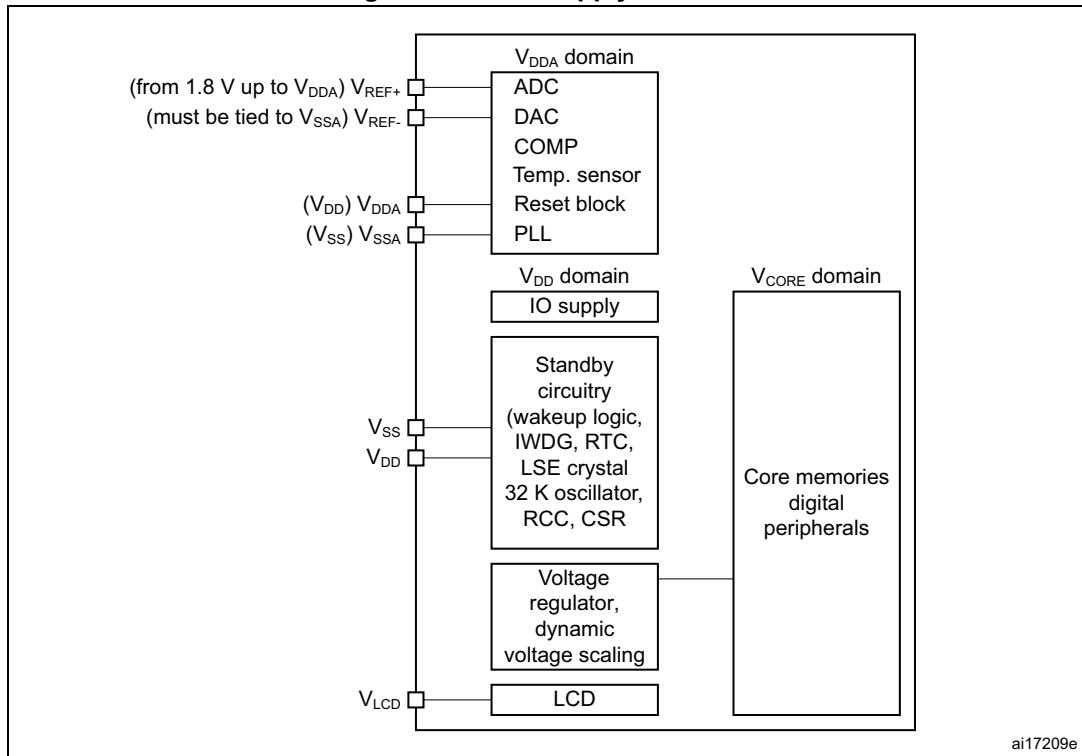 V_DDA domain
(from 1.8 V up to V_DDA) V_REF+
ADC
(must be tied to V_SSA) V_REF-
DAC
COMP
Temp. sensor
(V_DD) V_DDA
Reset block
(V_SS) V_SSA
PLL
V_DD domain
V_CORE domain
IO supply
Standby
circuitry
(wakeup logic,
IWDG, RTC,
LSE crystal
32 K oscillator,
RCC, CSR
V_SS
V_DD
Core memories
digital
peripherals
Voltage
regulator,
dynamic
voltage scaling
V_LCD
LCD
ai17209e